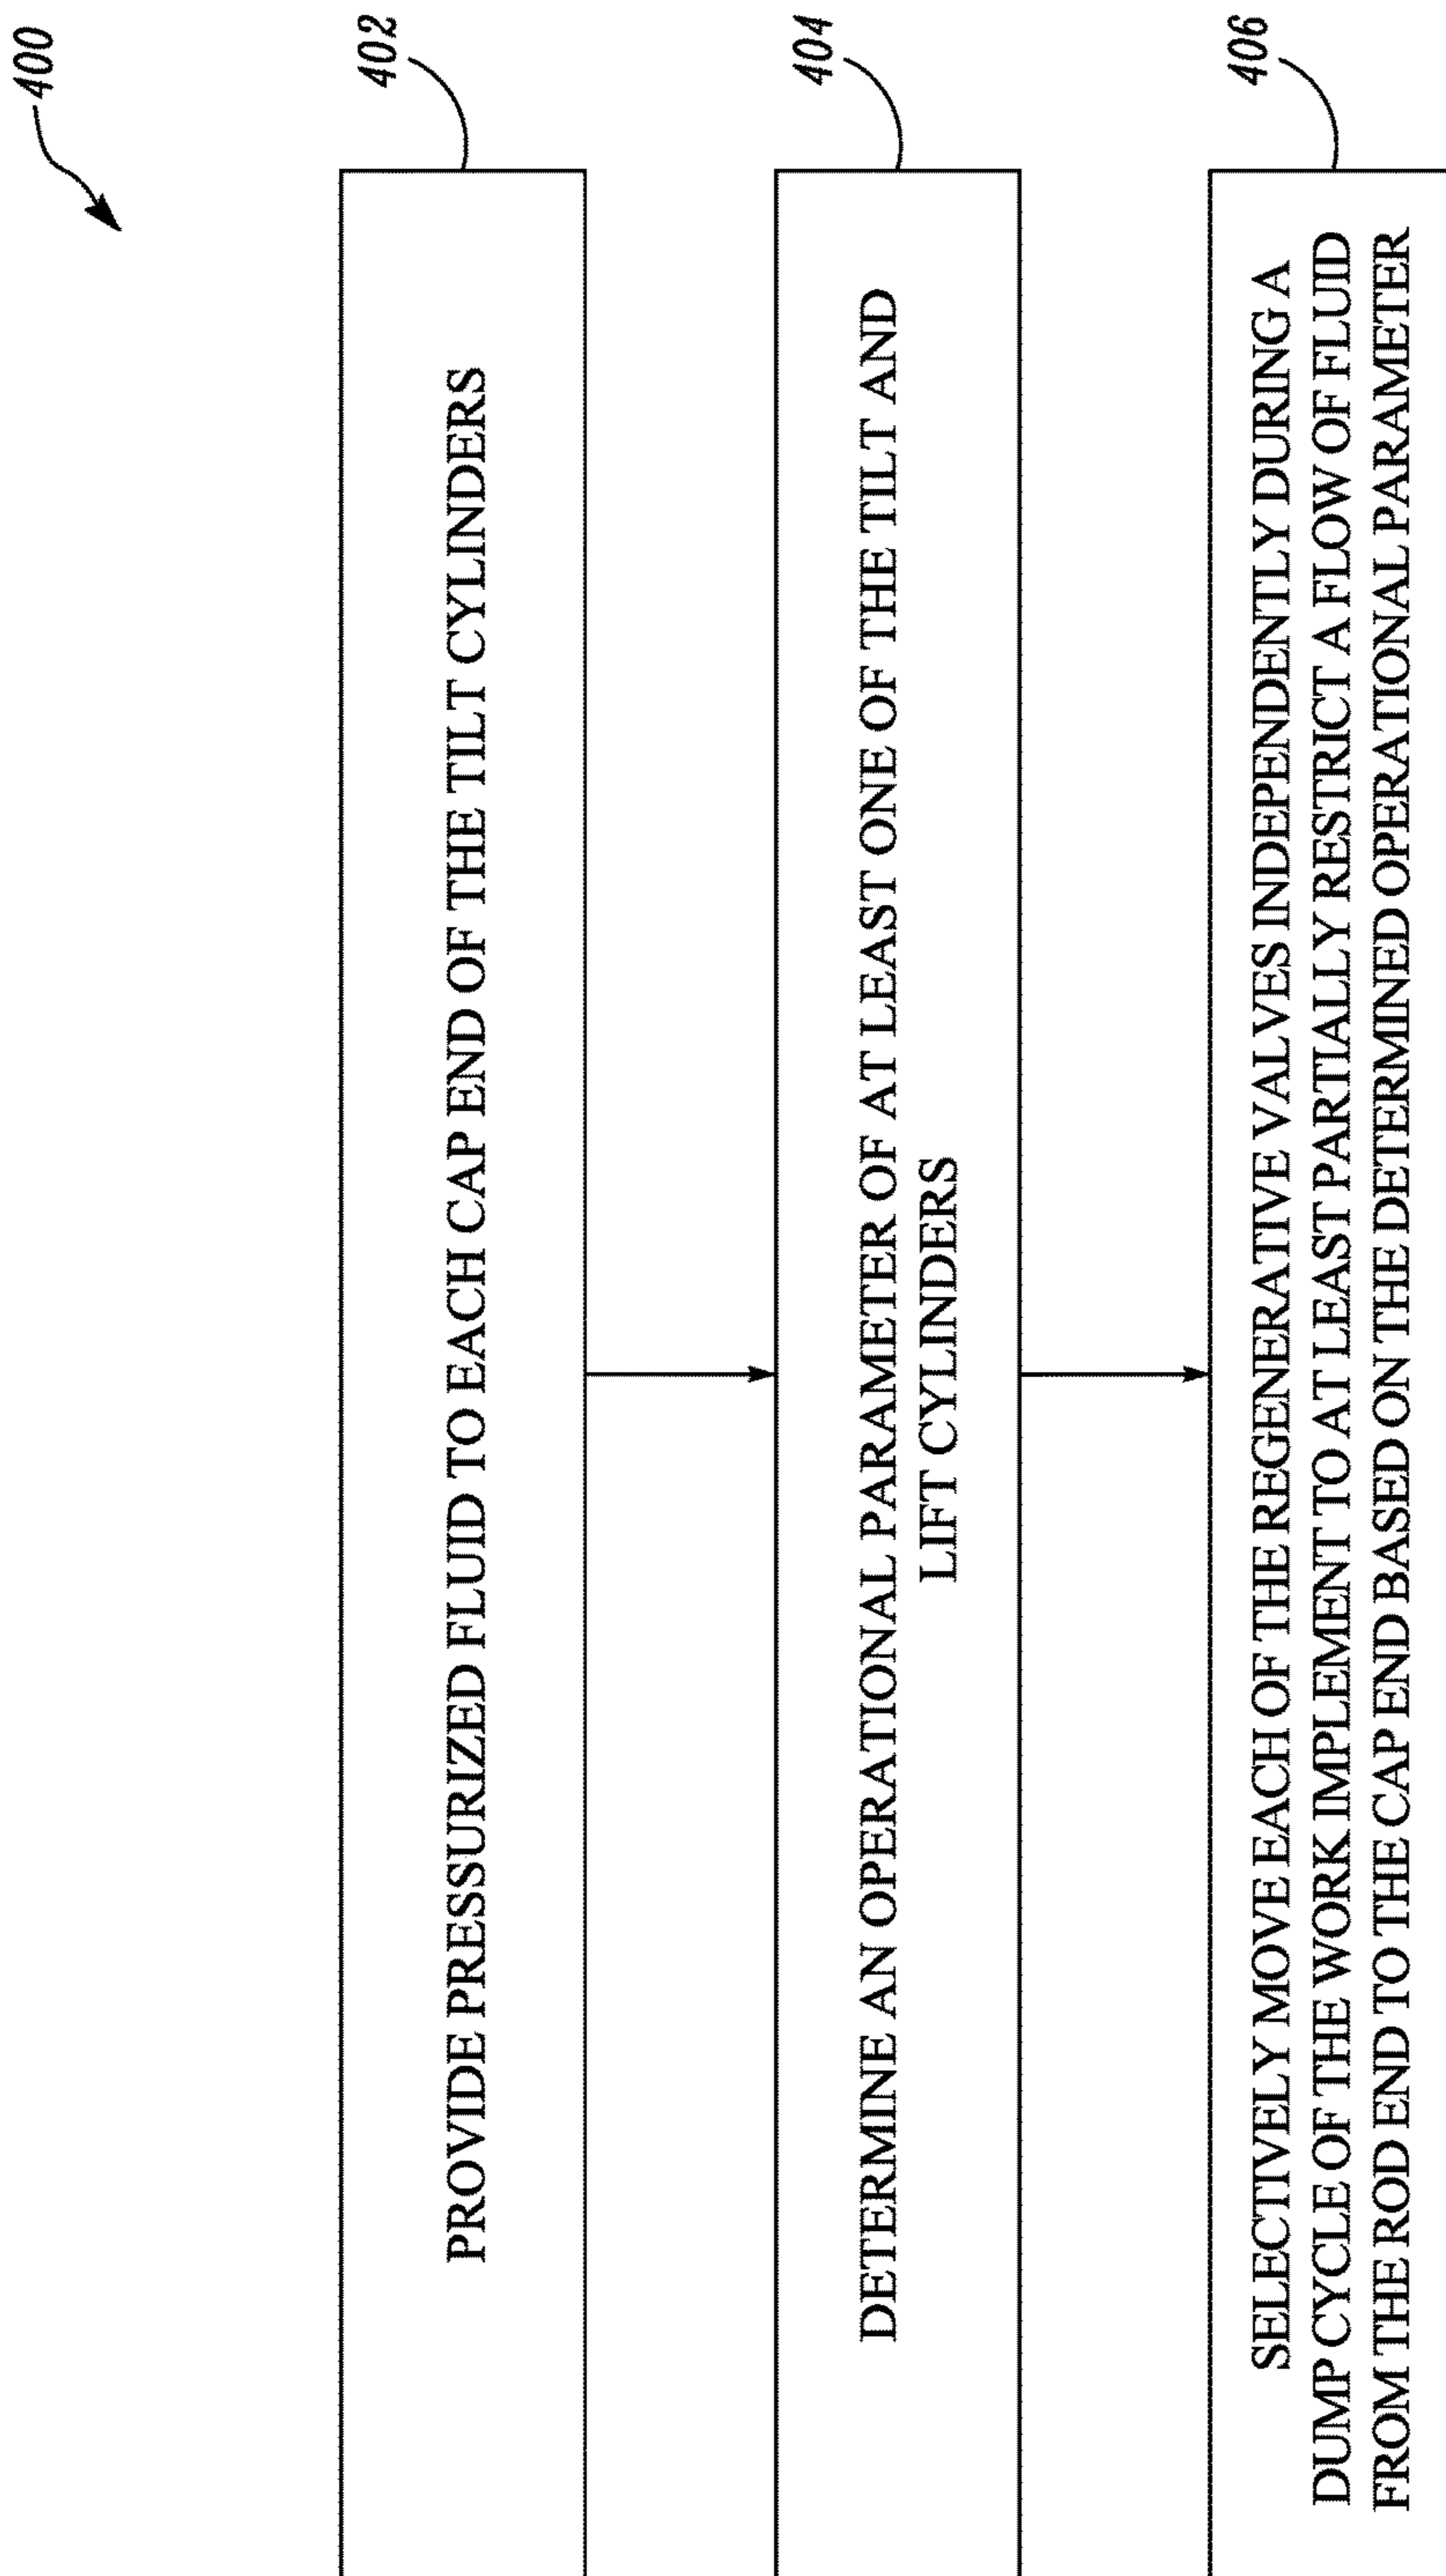 400
402
PROVIDE PRESSURIZED FLUID TO EACH CAP END OF THE TILT CYLINDERS
404
DETERMINE AN OPERATIONAL PARAMETER OF AT LEAST ONE OF THE TILT AND
LIFT CYLINDERS
406
SELECTIVELY MOVE EACH OF THE REGENERATIVE VALVES INDEPENDENTLY DURING A
DUMP CYCLE OF THE WORK IMPLEMENT TO AT LEAST PARTIALLY RESTRICT A FLOW OF FLUID
FROM THE ROD END TO THE CAP END BASED ON THE DETERMINED OPERATIONAL PARAMETER